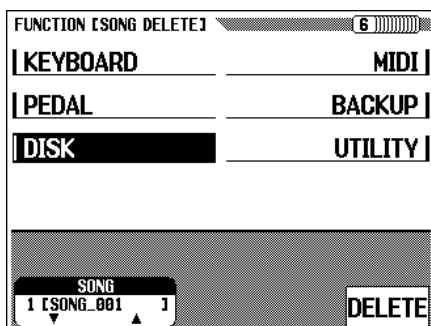 FUNCTION [SONG DELETE] 6
KEYBOARD MIDI
PEDAL BACKUP
DISK UTILITY
SONG
1 [SONG_001 ]
DELETE